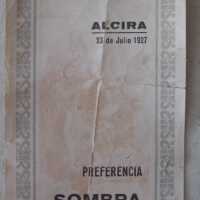 ALCIRA
23 de Julio 1927
PREFERENCIA
SOMBRA